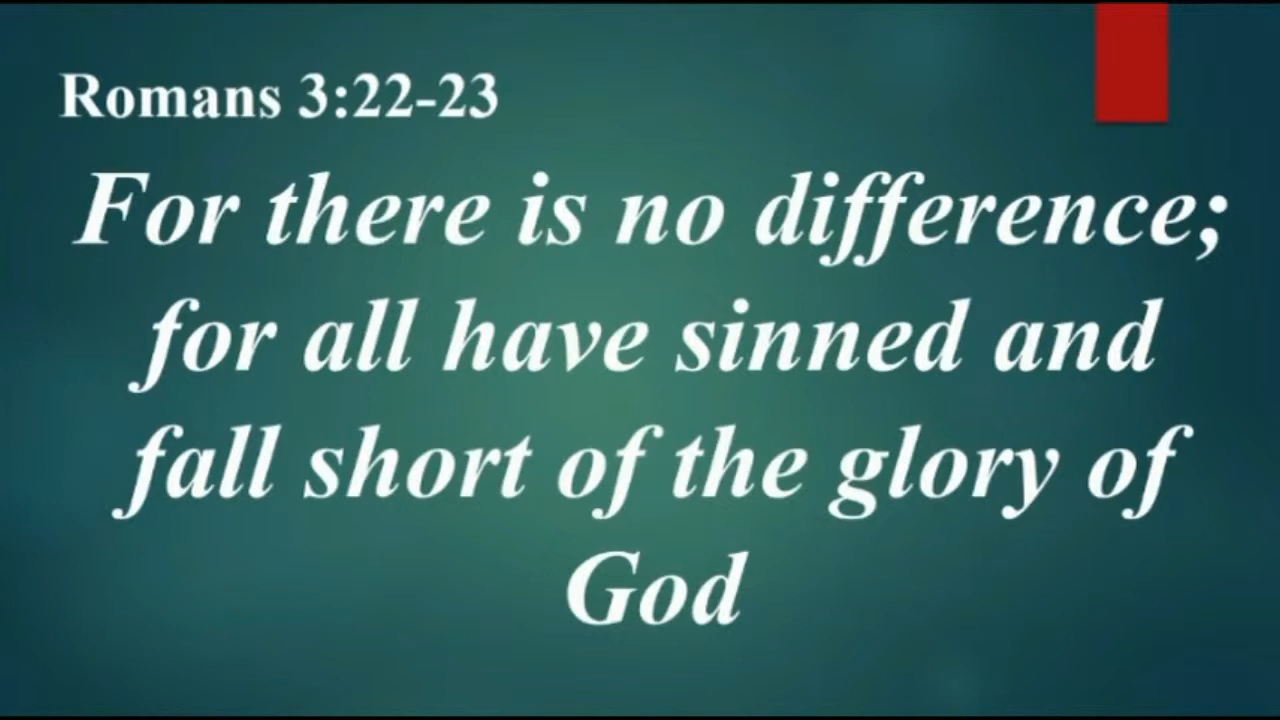 Romans 3:22-23
For there is no difference;
for all have sinned and
fall short of the glory of
God